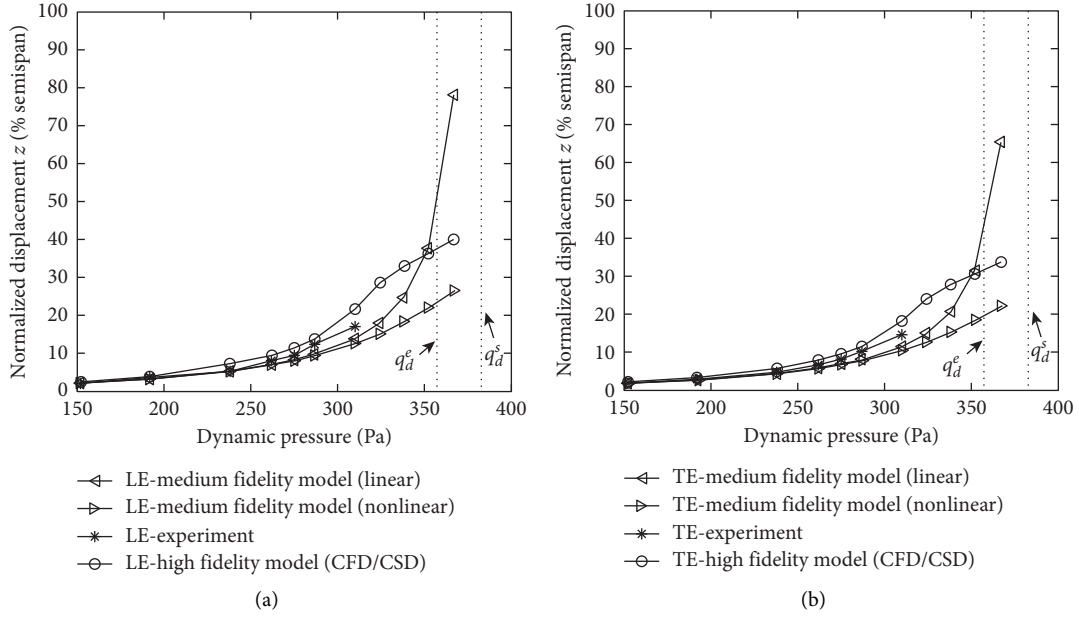 100
90
80
70
60
50
40
30
20
10
0
Normalized displacement z (% semispan)
150 200 250 300 350 400
Dynamic pressure (Pa)
q_d^e
q_d^s
LE-medium fidelity model (linear)
LE-medium fidelity model (nonlinear)
LE-experiment
LE-high fidelity model (CFD/CSD)
(a)
100
90
80
70
60
50
40
30
20
10
0
Normalized displacement z (% semispan)
150 200 250 300 350 400
Dynamic pressure (Pa)
q_d^e
q_d^s
TE-medium fidelity model (linear)
TE-medium fidelity model (nonlinear)
TE-experiment
TE-high fidelity model (CFD/CSD)
(b)